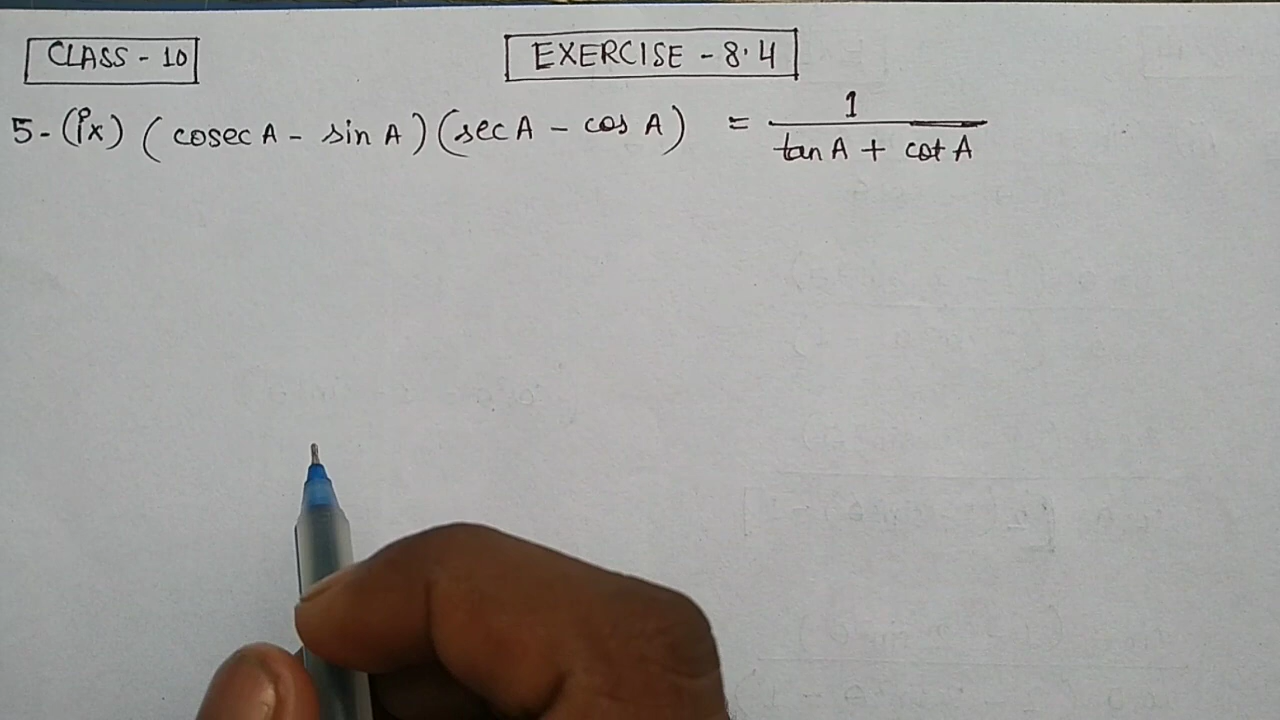 CLASS - 10
EXERCISE - 8.4
5- (ix) (cosec A - sin A) (sec A - cos A) = 1 / tan A + cot A